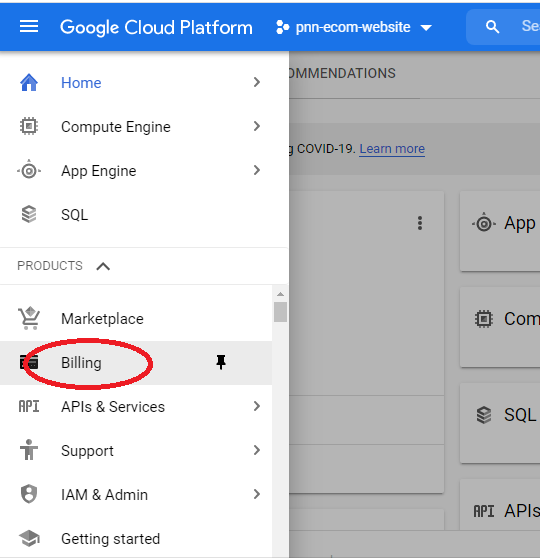 Google Cloud Platform
pnn-ecom-website
Sea
OMMENDATIONS
Home
Compute Engine
g COVID-19. Learn more
App Engine
SQL
App
PRODUCTS
Marketplace
Com
Billing
API APIs & Services
SQL
Support
IAM & Admin
API APIs
Getting started